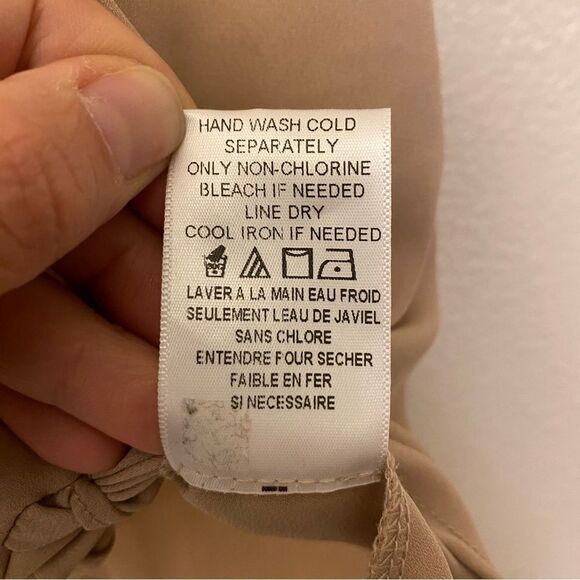 HAND WASH COLD
SEPARATELY
ONLY NON-CHLORINE
BLEACH IF NEEDED
LINE DRY
COOL IRON IF NEEDED
LAVER A LA MAIN EAU FROID
SEULEMENT LEAU DE JAVIEL
SANS CHLORE
ENTENDRE POUR SECHER
FAIBLE EN FER
SI NECESSAIRE